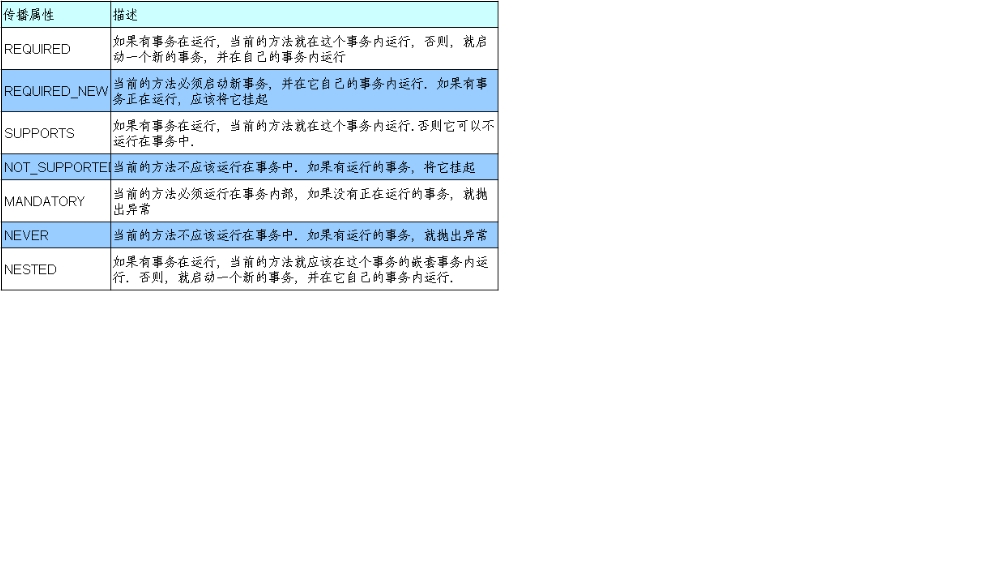 传播属性 描述
REQUIRED 如果有事务在运行，当前的方法就在这个事务内运行，否则，就启
动一个新的事务，并在自己的事务内运行
REQUIRED_NEW 当前的方法必须启动新事务，并在它自己的事务内运行. 如果有事
务正在运行，应该将它挂起
SUPPORTS 如果有事务在运行，当前的方法就在这个事务内运行.否则它可以不
运行在事务中.
NOT_SUPPORTED 当前的方法不应该运行在事务中. 如果有运行的事务，将它挂起
MANDATORY 当前的方法必须运行在事务内部，如果没有正在运行的事务，就抛
出异常
NEVER 当前的方法不应该运行在事务中. 如果有运行的事务，就抛出异常
NESTED 如果有事务在运行，当前的方法就应该在这个事务的嵌套事务内运
行. 否则，就启动一个新的事务，并在它自己的事务内运行.